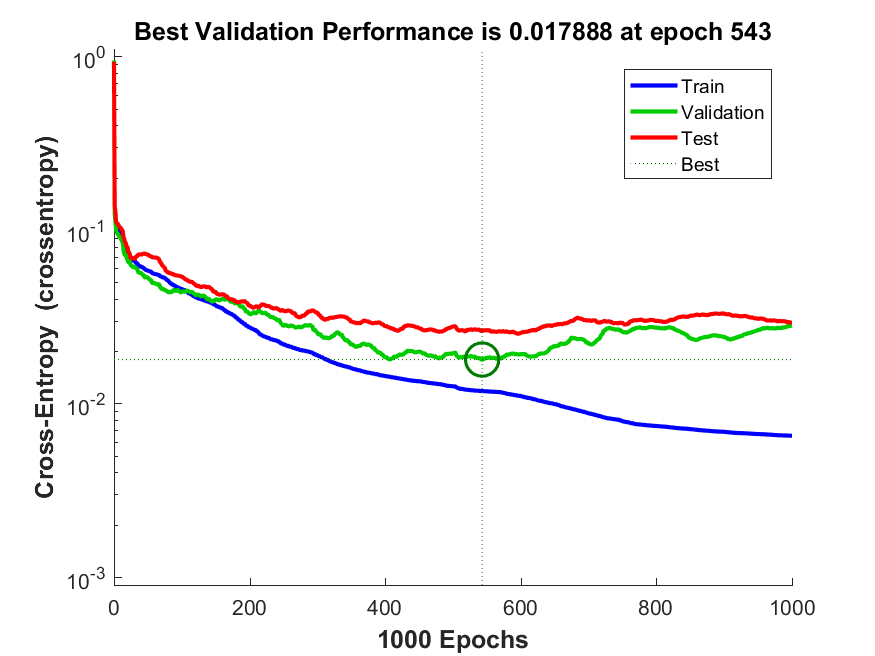 Best Validation Performance is 0.017888 at epoch 543
10^0
10^-1
10^-2
10^-3
Cross-Entropy (crossentropy)
Train
Validation
Test
Best
0
200
400
600
800
1000
1000 Epochs